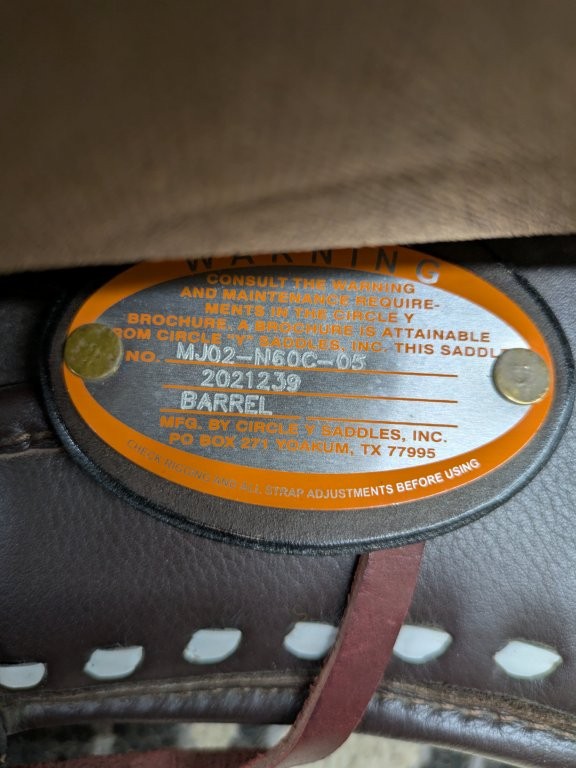 WARNING
CONSULT THE WARNING
AND MAINTENANCE REQUIRE-
MENTS IN THE CIRCLE Y
BROCHURE. A BROCHURE IS ATTAINABLE
ROM CIRCLE "Y" SADDLES, INC. THIS SADDL
NO. MJ02-N60C-05
2021239
BARREL
MFG. BY CIRCLE Y SADDLES, INC.
PO BOX 271 YOAKUM, TX 77995
CHECK RIGGING AND ALL STRAP ADJUSTMENTS BEFORE USING